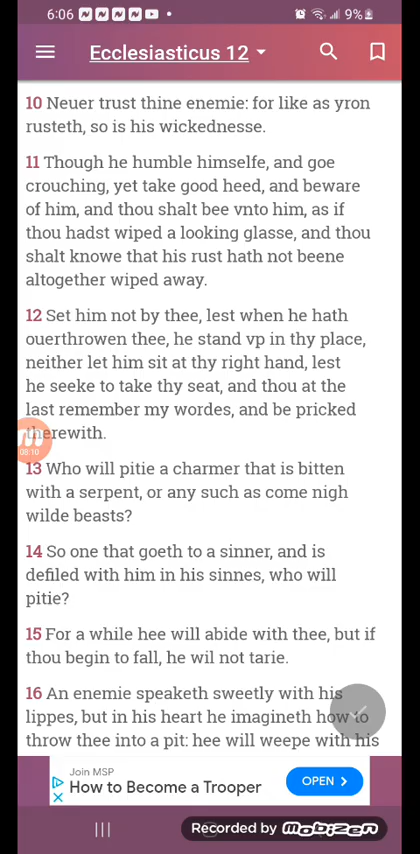 6:06 9%
Ecclesiasticus 12
10 Neuer trust thine enemie: for like as yron
rusteth, so is his wickednesse.
11 Though he humble himselfe, and goe
crouching, yet take good heed, and beware
of him, and thou shalt bee vnto him, as if
thou hadst wiped a looking glasse, and thou
shalt knowe that his rust hath not beene
altogether wiped away.
12 Set him not by thee, lest when he hath
ouerthrowen thee, he stand vp in thy place,
neither let him sit at thy right hand, lest
he seeke to take thy seat, and thou at the
last remember my wordes, and be pricked
therewith.
08:10
13 Who will pitie a charmer that is bitten
with a serpent, or any such as come nigh
wilde beasts?
14 So one that goeth to a sinner, and is
defiled with him in his sinnes, who will
pitie?
15 For a while hee will abide with thee, but if
thou begin to fall, he wil not tarie.
16 An enemie speaketh sweetly with his
lippes, but in his heart he imagineth how to
throw thee into a pit: hee will weepe with his
Join MSP
How to Become a Trooper
OPEN
Recorded by mobizen